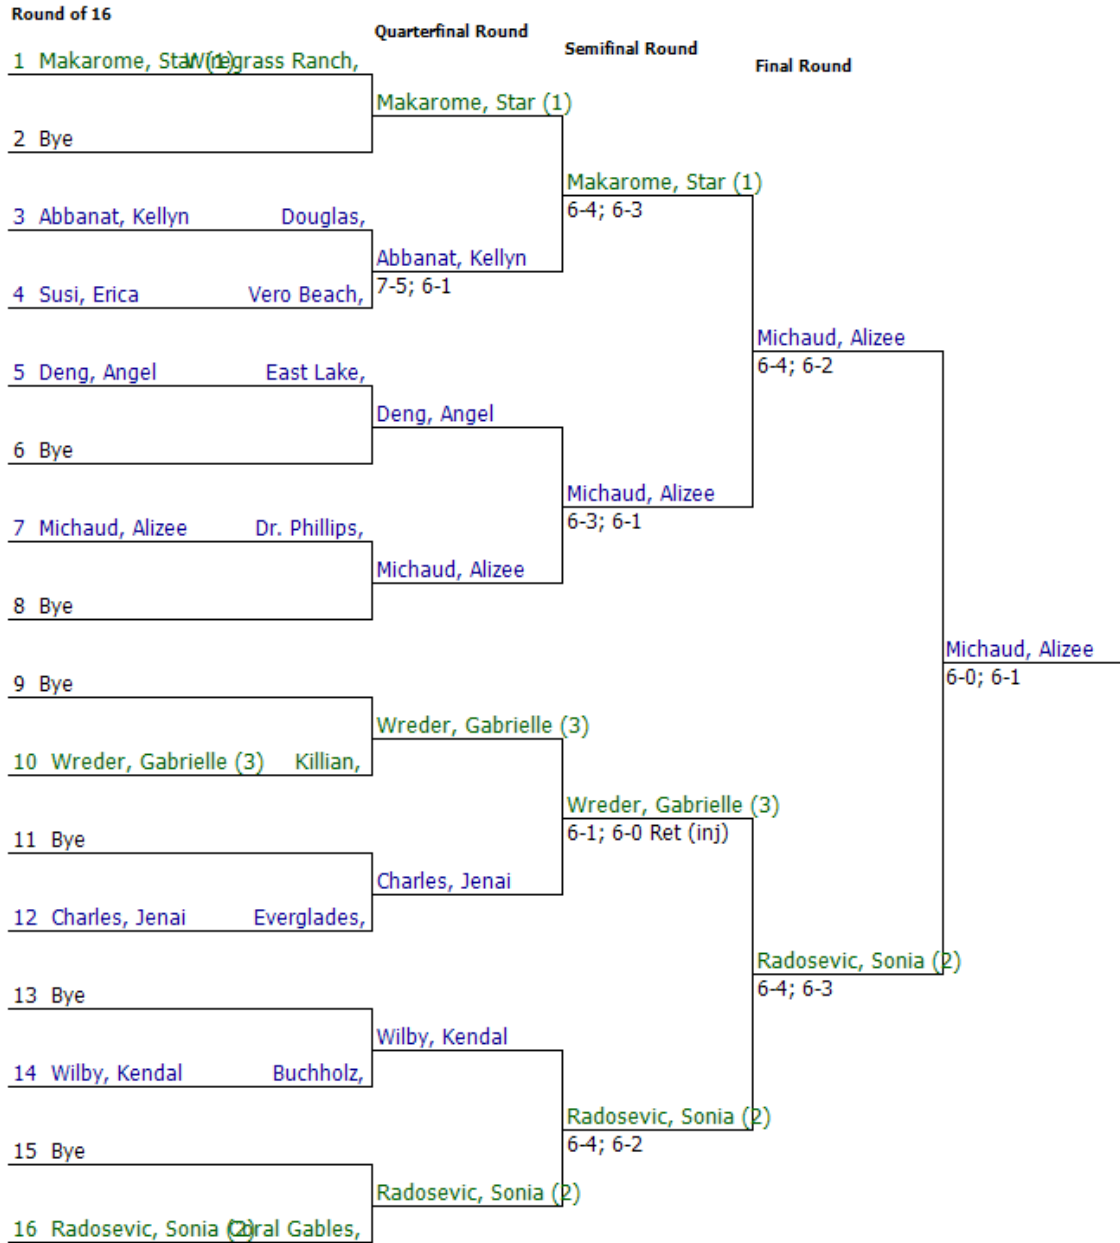 Round of 16
Quarterfinal Round
Semifinal Round
Final Round
1 Makarome, Star (1) Wiregrass Ranch,
Makarome, Star (1)
2 Bye
Makarome, Star (1)
6-4; 6-3
3 Abbanat, Kellyn Douglas,
Abbanat, Kellyn
7-5; 6-1
4 Susi, Erica Vero Beach,
Michaud, Alizee
6-4; 6-2
5 Deng, Angel East Lake,
Deng, Angel
6 Bye
Michaud, Alizee
6-3; 6-1
7 Michaud, Alizee Dr. Phillips,
Michaud, Alizee
8 Bye
Michaud, Alizee
6-0; 6-1
9 Bye
Wreder, Gabrielle (3)
10 Wreder, Gabrielle (3) Killian,
Wreder, Gabrielle (3)
6-1; 6-0 Ret (inj)
11 Bye
Charles, Jenai
12 Charles, Jenai Everglades,
Radosevic, Sonia (2)
6-4; 6-3
13 Bye
Wilby, Kendal
14 Wilby, Kendal Buchholz,
Radosevic, Sonia (2)
6-4; 6-2
15 Bye
Radosevic, Sonia (2)
16 Radosevic, Sonia (2) Coral Gables,